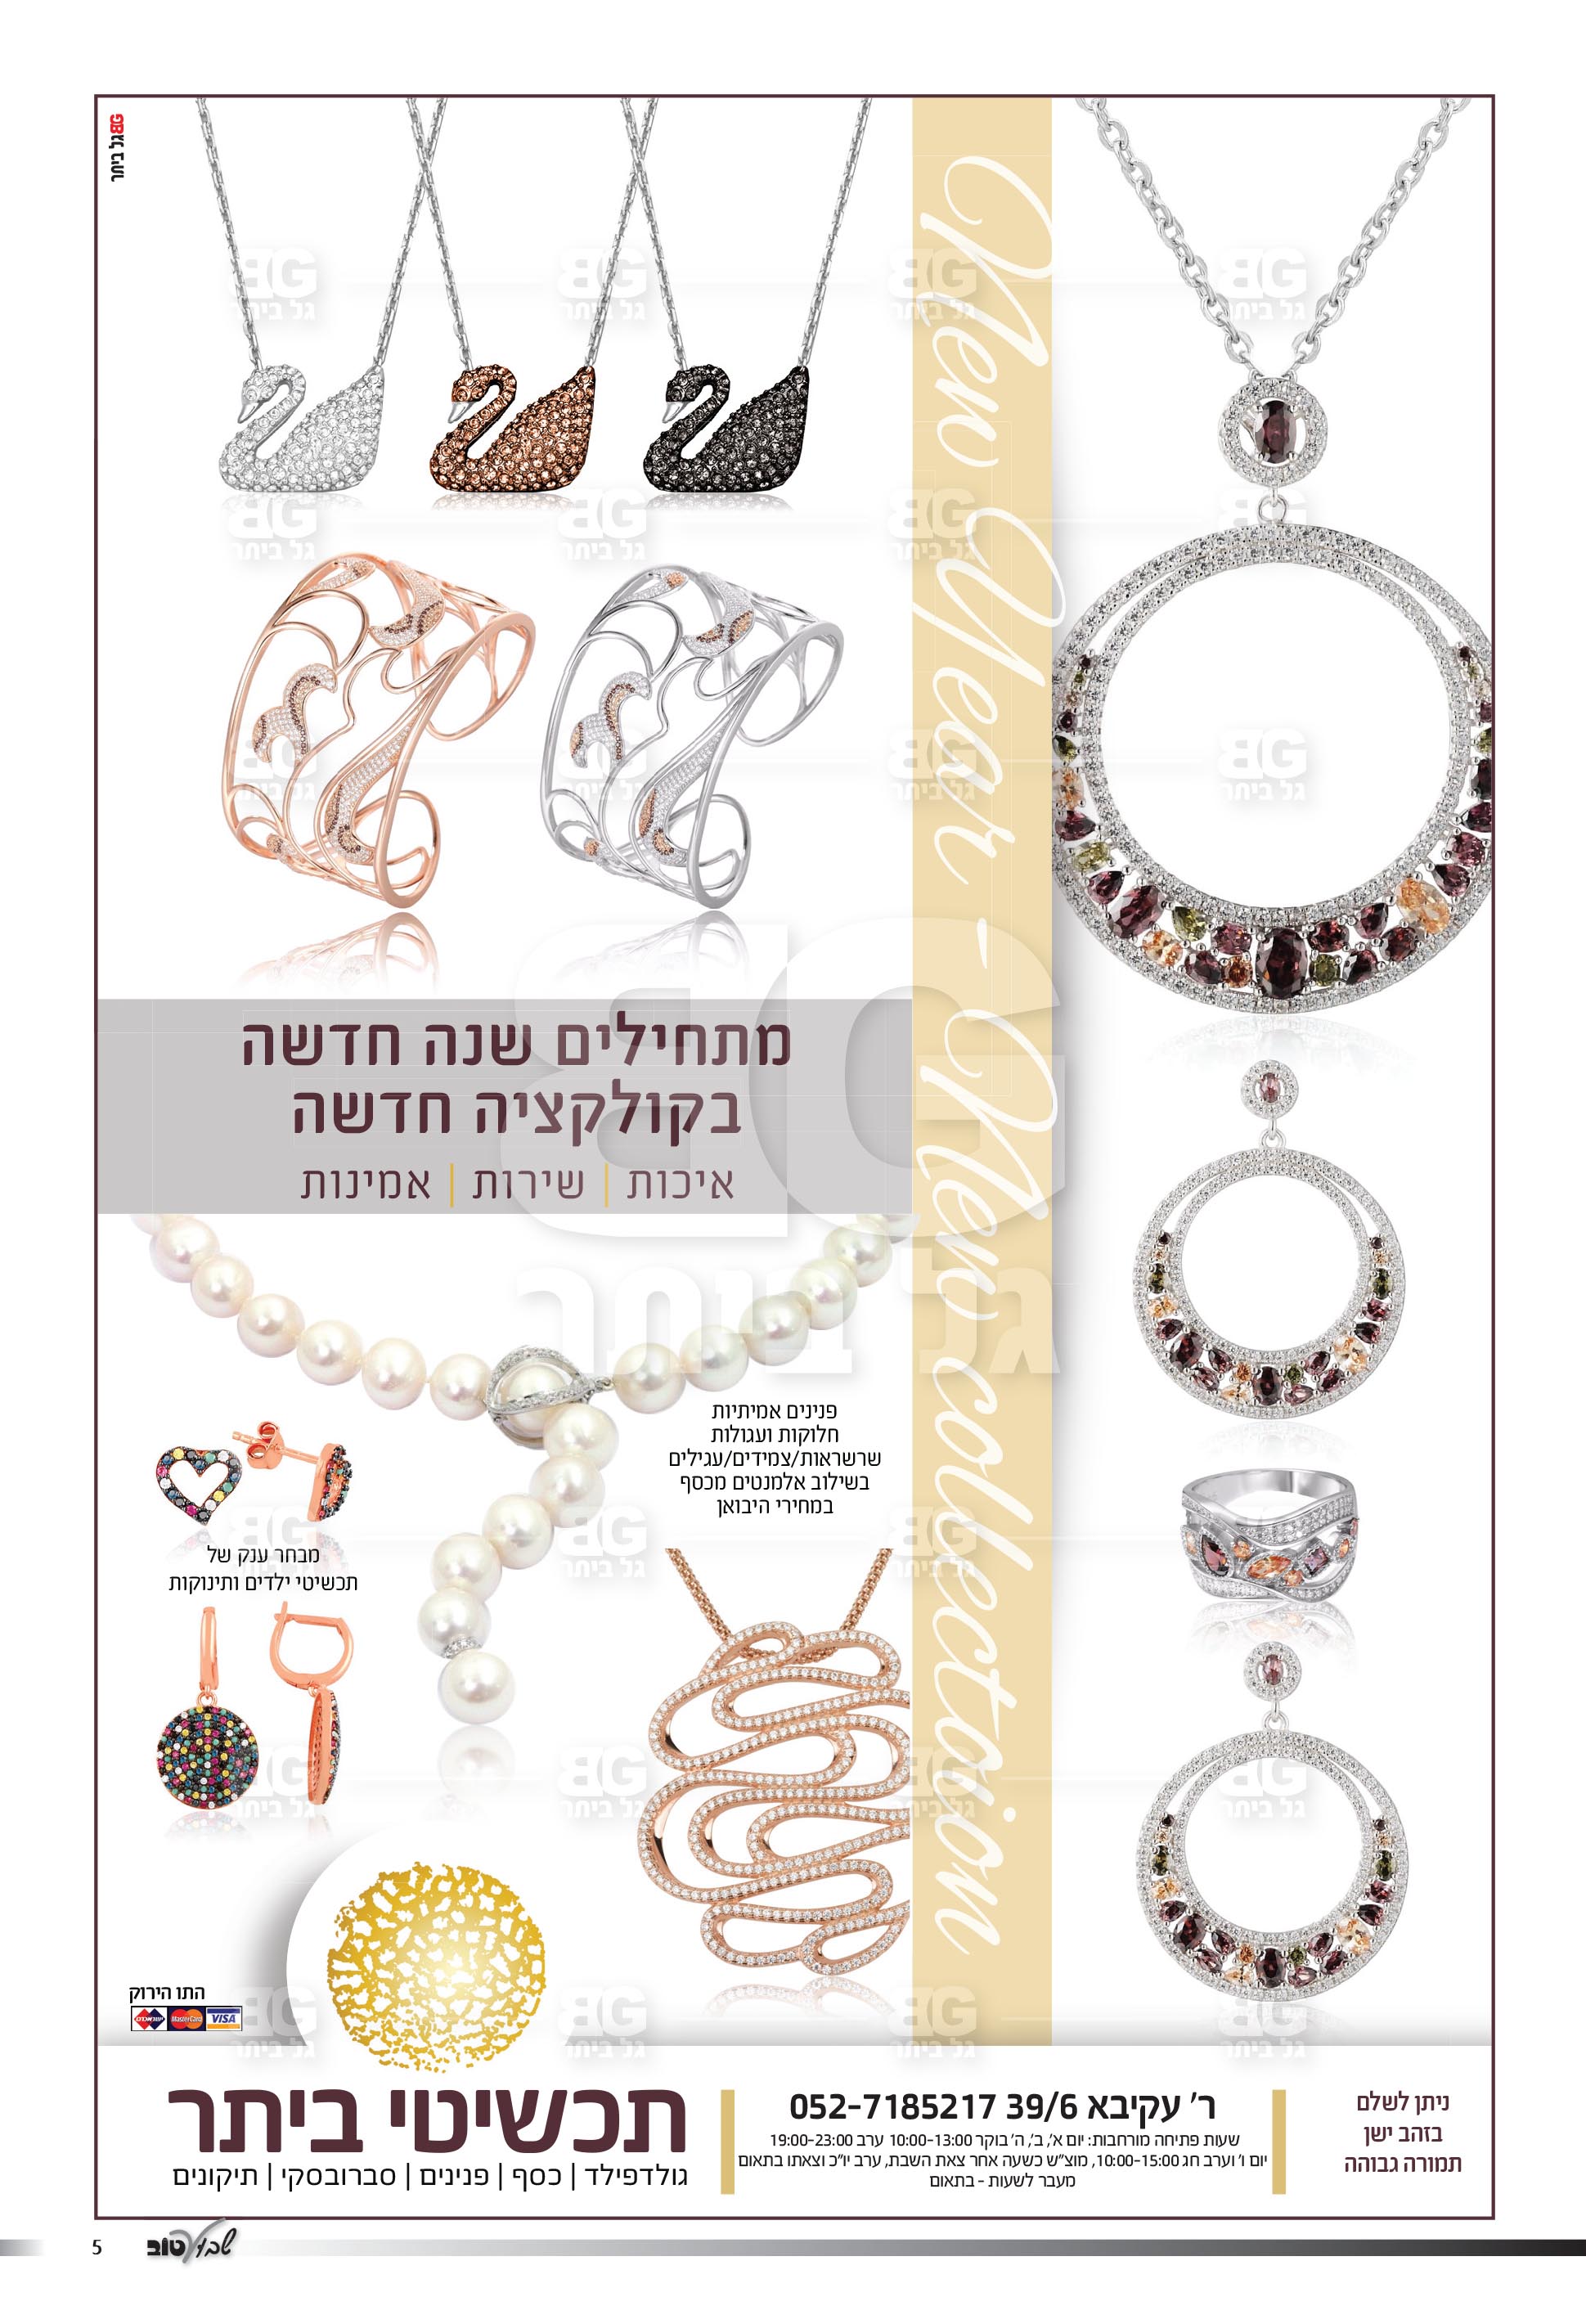 גל ביתר BG
New Year - New collection
מתחילים שנה חדשה
בקולקציה חדשה
איכות | שירות | אמינות
פנינים אמיתיות
חלוקות ועגולות
שרשראות/צמידים/עגילים
בשילוב אלמנטים מכסף
במחירי היבואן
מבחר ענק של
תכשיטי ילדים ותינוקות
התו הירוק
ישראכרט MasterCard VISA
תכשיטי ביתר
גולדפילד | כסף | פנינים | סברובסקי | תיקונים
ר' עקיבא 39/6 052-7185217
שעות פתיחה מורחבות: יום א', ב', ה' בוקר 10:00-13:00 ערב 19:00-23:00
יום ו' וערב חג 10:00-15:00, מוצ"ש כשעה אחר צאת השבת, ערב יו"כ וצאתו בתאום
מעבר לשעות - בתאום
ניתן לשלם
בזהב ישן
תמורה גבוהה
שבוע טוב
5